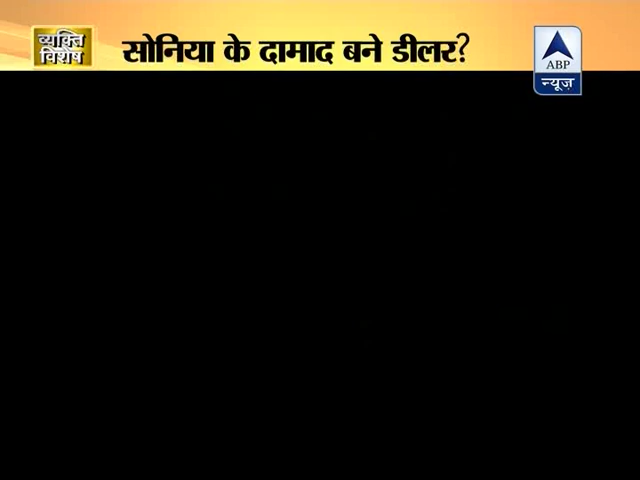 व्यक्ति
विशेष
सोनिया के दामाद बने डीलर?
ABP
न्यूज़